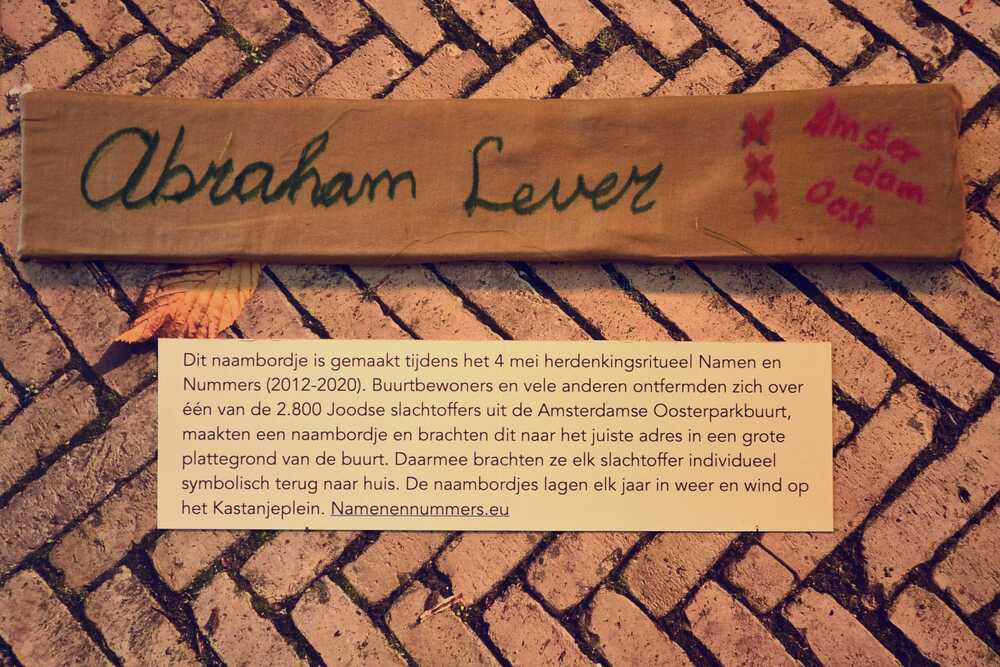 Abraham Lever
XXX
Amster
dam
Oost
Dit naambordje is gemaakt tijdens het 4 mei herdenkingsritueel Namen en
Nummers (2012-2020). Buurtbewoners en vele anderen ontfermden zich over
één van de 2.800 Joodse slachtoffers uit de Amsterdamse Oosterparkbuurt,
maakten een naambordje en brachten dit naar het juiste adres in een grote
plattegrond van de buurt. Daarmee brachten ze elk slachtoffer individueel
symbolisch terug naar huis. De naambordjes lagen elk jaar in weer en wind op
het Kastanjeplein. Namenennummers.eu